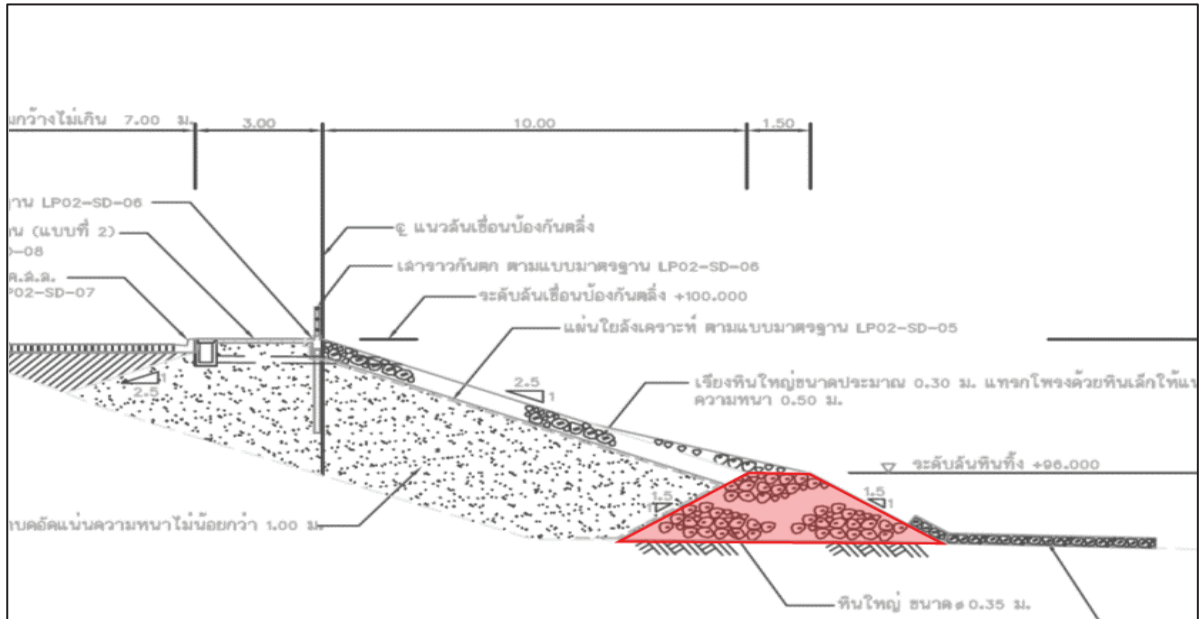 มกว้างไม่เกิน 7.00 ม.
3.00
10.00
1.50
ฐาน LP02-SD-06
(แบบที่ 2)
-08
ค.ส.ล.
LP02-SD-07
℄ แนวสันเขื่อนป้องกันตลิ่ง
เสาราวกันตก ตามแบบมาตรฐาน LP02-SD-06
ระดับสันเขื่อนป้องกันตลิ่ง +100.000
แผ่นใยสังเคราะห์ ตามแบบมาตรฐาน LP02-SD-05
2.5
1
2.5
1
เรียงหินใหญ่ขนาดประมาณ 0.30 ม. แทรกโพรงด้วยหินเล็กให้แน
ความหนา 0.50 ม.
ระดับสันหินทิ้ง +96.000
1.5
1
1.5
1
บดอัดแน่นความหนาไม่น้อยกว่า 1.00 ม.
หินใหญ่ ขนาด ø 0.35 ม.